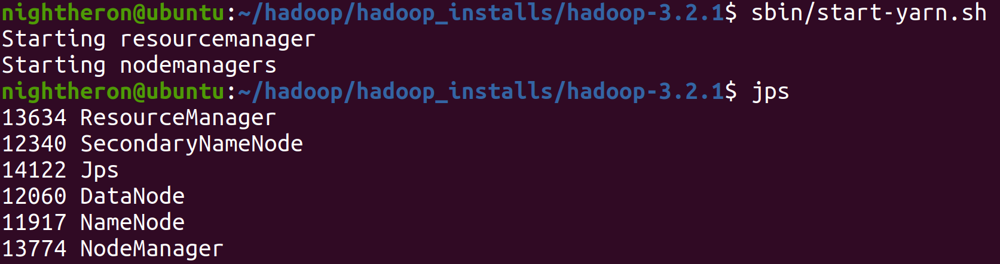 nightheron@ubuntu:~/hadoop/hadoop_installs/hadoop-3.2.1$ sbin/start-yarn.sh
Starting resourcemanager
Starting nodemanagers
nightheron@ubuntu:~/hadoop/hadoop_installs/hadoop-3.2.1$ jps
13634 ResourceManager
12340 SecondaryNameNode
14122 Jps
12060 DataNode
11917 NameNode
13774 NodeManager